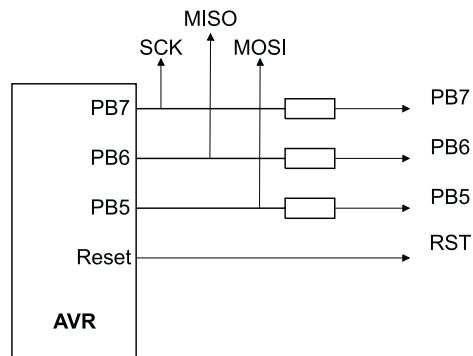 MISO
SCK MOSI
PB7 PB7
PB6 PB6
PB5 PB5
Reset RST
AVR